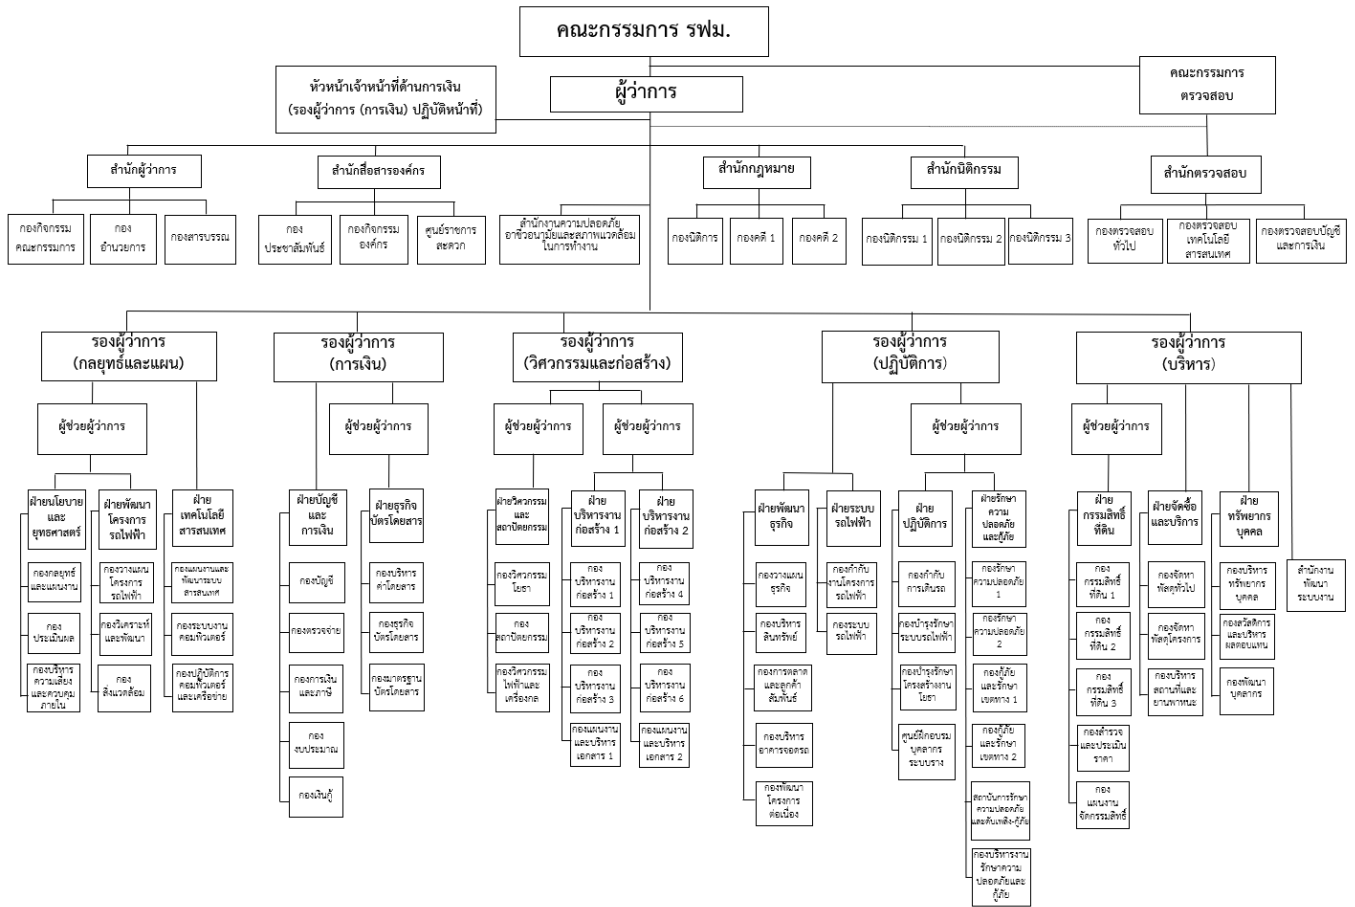 คณะกรรมการ รฟม.
หัวหน้าเจ้าหน้าที่ด้านการเงิน
(รองผู้ว่าการ (การเงิน) ปฏิบัติหน้าที่)
ผู้ว่าการ
คณะกรรมการ
ตรวจสอบ
สำนักผู้ว่าการ
สำนักสื่อสารองค์กร
สำนักกฎหมาย
สำนักนิติกรรม
สำนักตรวจสอบ
กองกิจกรรม
คณะกรรมการ
กอง
อำนวยการ
กองสารบรรณ
กอง
ประชาสัมพันธ์
กองกิจกรรม
องค์กร
ศูนย์ราชการ
สะดวก
สำนักงานความปลอดภัย
อาชีวอนามัยและสภาพแวดล้อม
ในการทำงาน
กองนิติการ
กองคดี 1
กองคดี 2
กองนิติกรรม 1
กองนิติกรรม 2
กองนิติกรรม 3
กองตรวจสอบ
ทั่วไป
กองตรวจสอบ
เทคโนโลยี
สารสนเทศ
กองตรวจสอบบัญชี
และการเงิน
รองผู้ว่าการ
(กลยุทธ์และแผน)
รองผู้ว่าการ
(การเงิน)
รองผู้ว่าการ
(วิศวกรรมและก่อสร้าง)
รองผู้ว่าการ
(ปฏิบัติการ)
รองผู้ว่าการ
(บริหาร)
ผู้ช่วยผู้ว่าการ
ผู้ช่วยผู้ว่าการ
ผู้ช่วยผู้ว่าการ
ผู้ช่วยผู้ว่าการ
ผู้ช่วยผู้ว่าการ
ผู้ช่วยผู้ว่าการ
ฝ่ายนโยบาย
และ
ยุทธศาสตร์
ฝ่ายพัฒนา
โครงการ
รถไฟฟ้า
ฝ่าย
เทคโนโลยี
สารสนเทศ
ฝ่ายบัญชี
และ
การเงิน
ฝ่ายธุรกิจ
บัตรโดยสาร
ฝ่ายวิศวกรรม
และ
สถาปัตยกรรม
ฝ่าย
บริหารงาน
ก่อสร้าง 1
ฝ่าย
บริหารงาน
ก่อสร้าง 2
ฝ่ายพัฒนา
ธุรกิจ
ฝ่ายระบบ
รถไฟฟ้า
ฝ่าย
ปฏิบัติการ
ฝ่ายรักษา
ความ
ปลอดภัย
และกู้ภัย
ฝ่าย
กรรมสิทธิ์
ที่ดิน
ฝ่ายจัดซื้อ
และบริการ
ฝ่าย
ทรัพยากร
บุคคล
กองกลยุทธ์
และแผนงาน
กองวางแผน
โครงการ
รถไฟฟ้า
กองแผนงานและ
พัฒนาระบบ
สารสนเทศ
กองบัญชี
กองบริหาร
ค่าโดยสาร
กองวิศวกรรม
โยธา
กอง
บริหารงาน
ก่อสร้าง 1
กอง
บริหารงาน
ก่อสร้าง 4
กองวางแผน
ธุรกิจ
กองกำกับ
งานโครงการ
รถไฟฟ้า
กองกำกับ
การเดินรถ
กองรักษา
ความปลอดภัย
1
กอง
กรรมสิทธิ์
ที่ดิน 1
กองจัดหา
พัสดุทั่วไป
กองบริหาร
ทรัพยากร
บุคคล
สำนักงาน
พัฒนา
ระบบงาน
กอง
ประเมินผล
กองวิเคราะห์
และพัฒนา
กองระบบงาน
คอมพิวเตอร์
กองตรวจจ่าย
กองธุรกิจ
บัตรโดยสาร
กอง
สถาปัตยกรรม
กอง
บริหารงาน
ก่อสร้าง 2
กอง
บริหารงาน
ก่อสร้าง 5
กองบริหาร
สินทรัพย์
กองระบบ
รถไฟฟ้า
กองบำรุงรักษา
ระบบรถไฟฟ้า
กองรักษา
ความปลอดภัย
2
กอง
กรรมสิทธิ์
ที่ดิน 2
กองจัดหา
พัสดุโครงการ
กองสวัสดิการ
และบริหาร
ผลตอบแทน
กองบริหาร
ความเสี่ยง
และควบคุม
ภายใน
กอง
สิ่งแวดล้อม
กองปฏิบัติการ
คอมพิวเตอร์
และเครือข่าย
กองการเงิน
และภาษี
กองมาตรฐาน
บัตรโดยสาร
กองวิศวกรรม
ไฟฟ้าและ
เครื่องกล
กอง
บริหารงาน
ก่อสร้าง 3
กอง
บริหารงาน
ก่อสร้าง 6
กองการตลาด
และลูกค้า
สัมพันธ์
กองบำรุงรักษา
โครงสร้างงาน
โยธา
กองกู้ภัย
และรักษา
เขตทาง 1
กอง
กรรมสิทธิ์
ที่ดิน 3
กองบริหาร
สถานที่และ
ยานพาหนะ
กองพัฒนา
บุคลากร
กอง
งบประมาณ
กองแผนงาน
และบริหาร
เอกสาร 1
กองแผนงาน
และบริหาร
เอกสาร 2
กองบริหาร
อาคารจอดรถ
ศูนย์ฝึกอบรม
บุคลากร
ระบบราง
กองกู้ภัย
และรักษา
เขตทาง 2
กองสำรวจ
และประเมิน
ราคา
กองเงินกู้
กองพัฒนา
โครงการ
ต่อเนื่อง
สถาบันการรักษา
ความปลอดภัย
และดับเพลิง-กู้ภัย
กอง
แผนงาน
จัดกรรมสิทธิ์
กองบริหารงาน
รักษาความ
ปลอดภัยและ
กู้ภัย